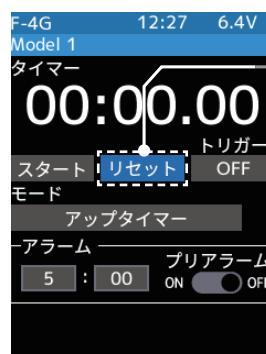 F-4G 12:27 6.4V
Model 1
タイマー
00:00.00
トリガー
スタート リセット OFF
モード
アップタイマー
アラーム
プリアラーム
5 : 00 ON OFF